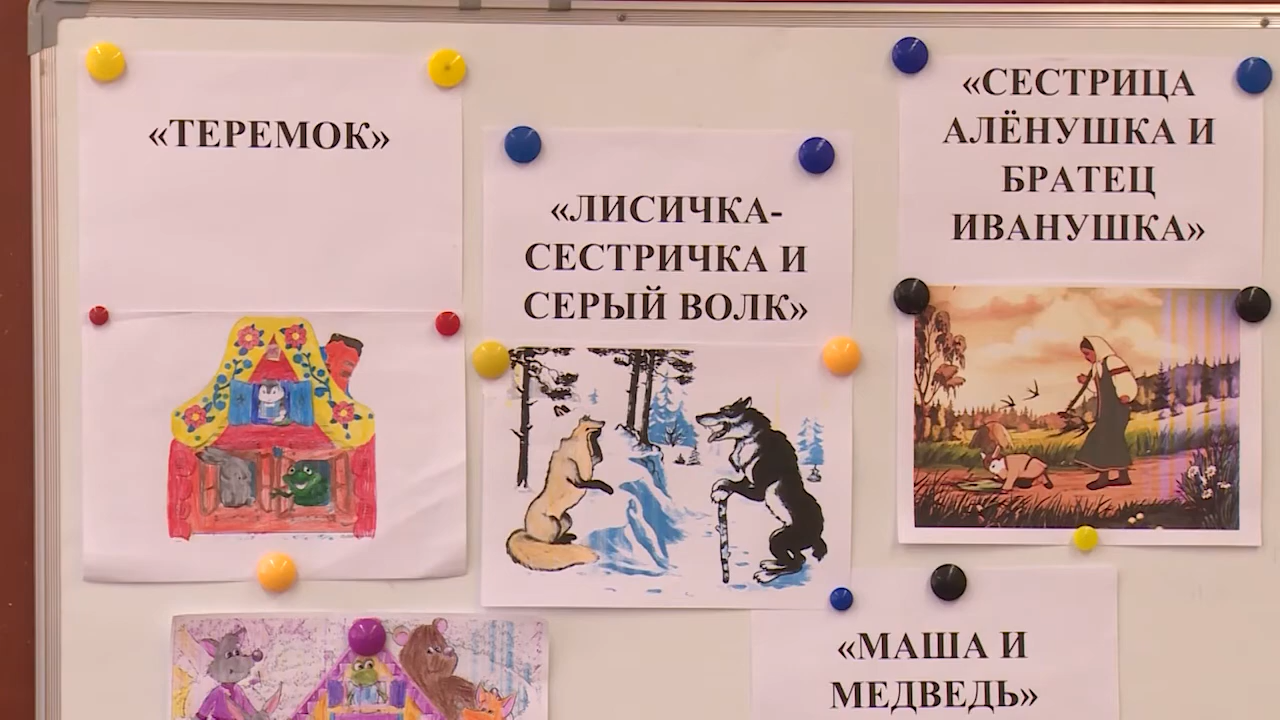 «ТЕРЕМОК»
«ЛИСИЧКА-
СЕСТРИЧКА И
СЕРЫЙ ВОЛК»
«СЕСТРИЦА
АЛЁНУШКА И
БРАТЕЦ
ИВАНУШКА»
«МАША И
МЕДВЕДЬ»